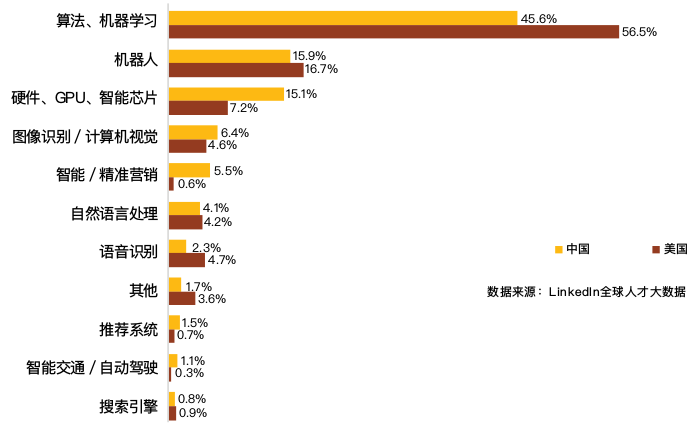 算法、机器学习
45.6%
56.5%
机器人
15.9%
16.7%
硬件、GPU、智能芯片
15.1%
7.2%
图像识别 / 计算机视觉
6.4%
4.6%
智能 / 精准营销
5.5%
0.6%
自然语言处理
4.1%
4.2%
语音识别
2.3%
4.7%
中国
美国
其他
1.7%
3.6%
数据来源：LinkedIn全球人才大数据
推荐系统
1.5%
0.7%
智能交通 / 自动驾驶
1.1%
0.3%
搜索引擎
0.8%
0.9%